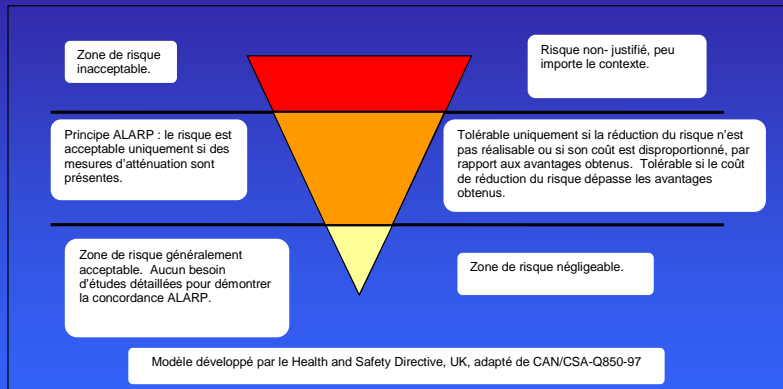 Zone de risque
inacceptable.
Risque non- justifié, peu
importe le contexte.
Principe ALARP : le risque est
acceptable uniquement si des
mesures d'atténuation sont
présentes.
Tolérable uniquement si la réduction du risque n'est
pas réalisable ou si son coût est disproportionné, par
rapport aux avantages obtenus. Tolérable si le coût
de réduction du risque dépasse les avantages
obtenus.
Zone de risque généralement
acceptable. Aucun besoin
d'études détaillées pour démontrer
la concordance ALARP.
Zone de risque négligeable.
Modèle développé par le Health and Safety Directive, UK, adapté de CAN/CSA-Q850-97